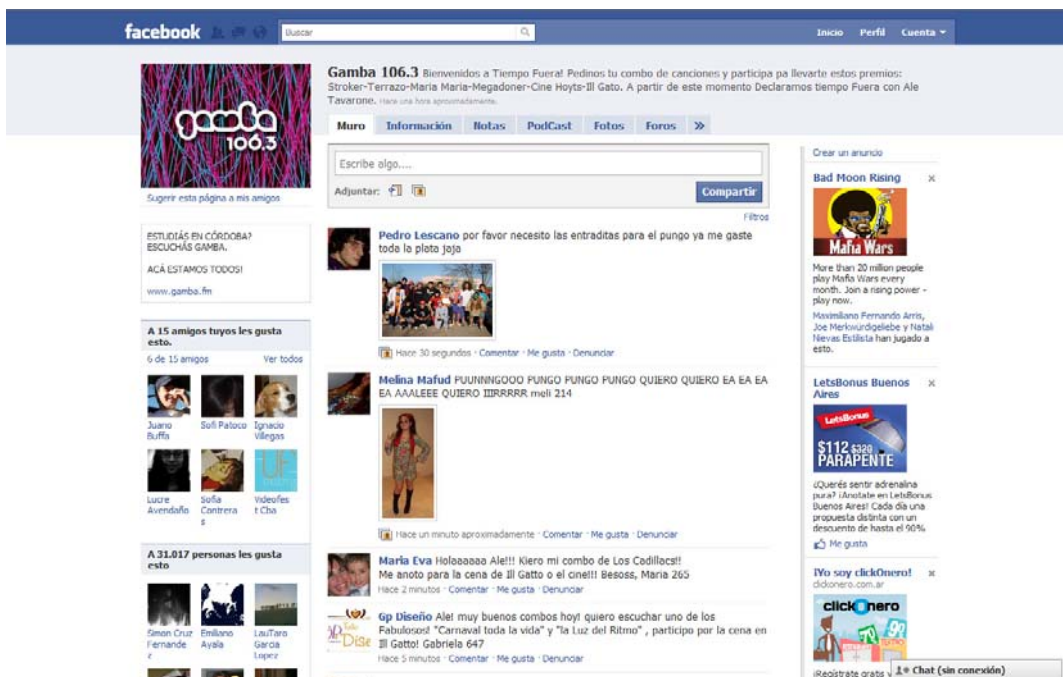 facebook
Buscar
Inicio Perfil Cuenta
gamba
106.3
Sugerir esta página a mis amigos
ESTUDIÁS EN CÓRDOBA?
ESCUCHÁS GAMBA.
ACÁ ESTAMOS TODOS!
www.gamba.fm
A 15 amigos tuyos les gusta
esto.
6 de 15 amigos Ver todos
Juano
Buffa
Sofi Patoco
Ignacio
Villegas
Lucre
Avendaño
Sofia
Contrera
s
Videofes
t Cba
A 31.017 personas les gusta
esto
Simon Cruz
Fernande
z
Emiliano
Ayala
LauTaro
Garcia
Lopez
Gamba 106.3 Bienvenidos a Tiempo Fuera! Pedinos tu combo de canciones y participa pa llevarte estos premios:
Stroker-Terrazo-Maria Maria-Megadoner-Cine Hoyts-Ill Gato. A partir de este momento Declaramos tiempo Fuera con Ale
Tavarone. Hace una hora aproximadamente.
Muro Información Notas PodCast Fotos Foros »
Escribe algo....
Adjuntar:
Compartir
Filtros
Pedro Lescano por favor necesito las entraditas para el pungo ya me gaste
toda la plata jaja
Hace 30 segundos · Comentar · Me gusta · Denunciar
Melina Mafud PUUNNNGOOO PUNGO PUNGO PUNGO QUIERO QUIERO EA EA EA
EA AAALEEE QUIERO IIIRRRRR meli 214
Hace un minuto aproximadamente · Comentar · Me gusta · Denunciar
Maria Eva Holaaaaaa Ale!!! Kiero mi combo de Los Cadillacs!!
Me anoto para la cena de Ill Gatto o el cine!!! Besoss, Maria 265
Hace 2 minutos · Comentar · Me gusta · Denunciar
Gp Diseño Ale! muy buenos combos hoy! quiero escuchar uno de los
Fabulosos! "Carnaval toda la vida" y "la Luz del Ritmo" , participo por la cena en
Ill Gatto! Gabriela 647
Hace 5 minutos · Comentar · Me gusta · Denunciar
Crear un anuncio
Bad Moon Rising x
Mafia Wars
More than 20 million people
play Mafia Wars every
month. Join a rising power –
play now.
Maximiliano Fernando Arris,
Joe Merkwürdigeliebe y Natali
Nievas Estilista han jugado a
esto.
LetsBonus Buenos x
Aires
LetsBonus
$112 $320
PARAPENTE
¿Querés sentir adrenalina
pura? ¡Anotate en LetsBonus
Buenos Aires! Cada día una
propuesta distinta con un
descuento de hasta el 90%
Me gusta
¡Yo soy clickOnero! x
clickonero.com.ar
clickOnero
¡Registrate gratis y
Chat (sin conexión)